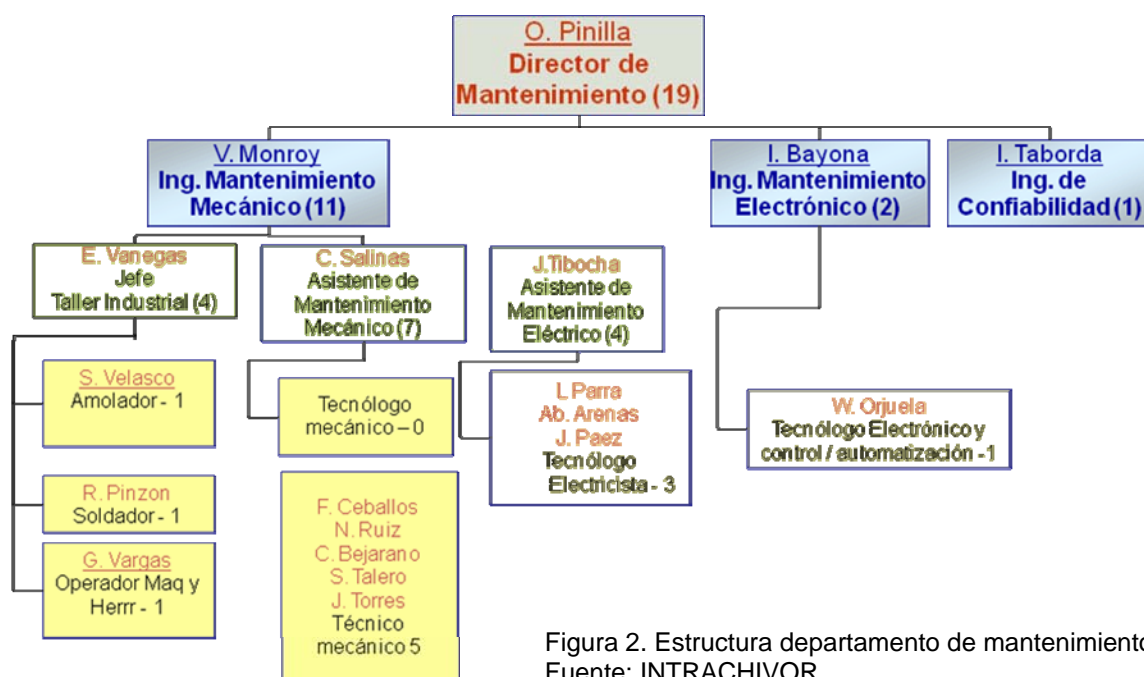 O. Pinilla
Director de
Mantenimiento (19)
V. Monroy
Ing. Mantenimiento
Mecánico (11)
I. Bayona
Ing. Mantenimiento
Electrónico (2)
I. Taborda
Ing. de
Confiabilidad (1)
E. Vanegas
Jefe
Taller Industrial (4)
C. Salinas
Asistente de
Mantenimiento
Mecánico (7)
J.Tibocha
Asistente de
Mantenimiento
Eléctrico (4)
S. Velasco
Amolador - 1
R. Pinzon
Soldador - 1
G. Vargas
Operador Maq y
Herrr - 1
Tecnólogo
mecánico – 0
F. Ceballos
N. Ruiz
C. Bejarano
S. Talero
J. Torres
Técnico
mecánico 5
L Parra
Ab. Arenas
J. Paez
Tecnólogo
Electricista - 3
W. Orjuela
Tecnólogo Electrónico y
control / automatización -1
Figura 2. Estructura departamento de mantenimiento
Fuente: INTRACHIVOR